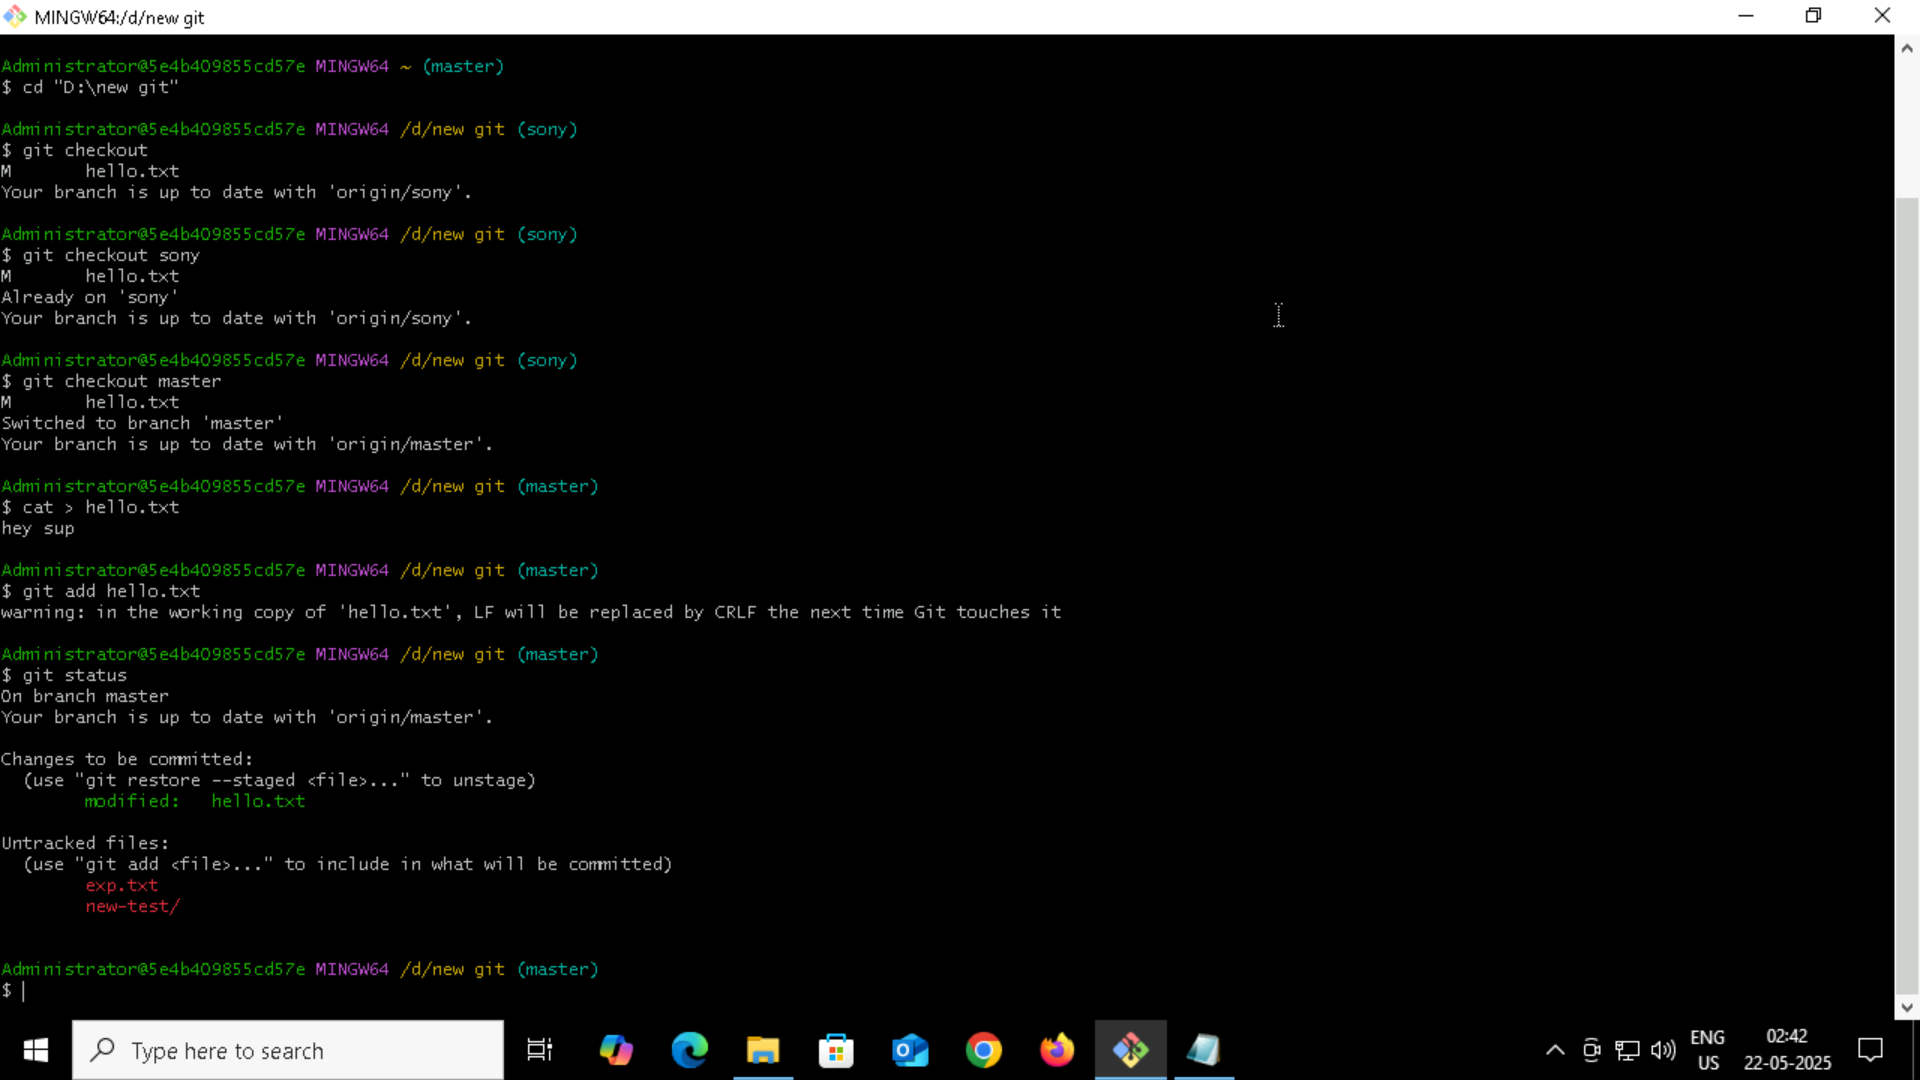 MINGW64:/d/new git
Administrator@5e4b409855cd57e MINGW64 ~ (master)
$ cd "D:\new git"
Administrator@5e4b409855cd57e MINGW64 /d/new git (sony)
$ git checkout
M       hello.txt
Your branch is up to date with 'origin/sony'.
Administrator@5e4b409855cd57e MINGW64 /d/new git (sony)
$ git checkout sony
M       hello.txt
Already on 'sony'
Your branch is up to date with 'origin/sony'.
Administrator@5e4b409855cd57e MINGW64 /d/new git (sony)
$ git checkout master
M       hello.txt
Switched to branch 'master'
Your branch is up to date with 'origin/master'.
Administrator@5e4b409855cd57e MINGW64 /d/new git (master)
$ cat > hello.txt
hey sup
Administrator@5e4b409855cd57e MINGW64 /d/new git (master)
$ git add hello.txt
warning: in the working copy of 'hello.txt', LF will be replaced by CRLF the next time Git touches it
Administrator@5e4b409855cd57e MINGW64 /d/new git (master)
$ git status
On branch master
Your branch is up to date with 'origin/master'.
Changes to be committed:
  (use "git restore --staged <file>..." to unstage)
        modified:   hello.txt
Untracked files:
  (use "git add <file>..." to include in what will be committed)
        exp.txt
        new-test/
Administrator@5e4b409855cd57e MINGW64 /d/new git (master)
$
Type here to search
ENG
US
02:42
22-05-2025